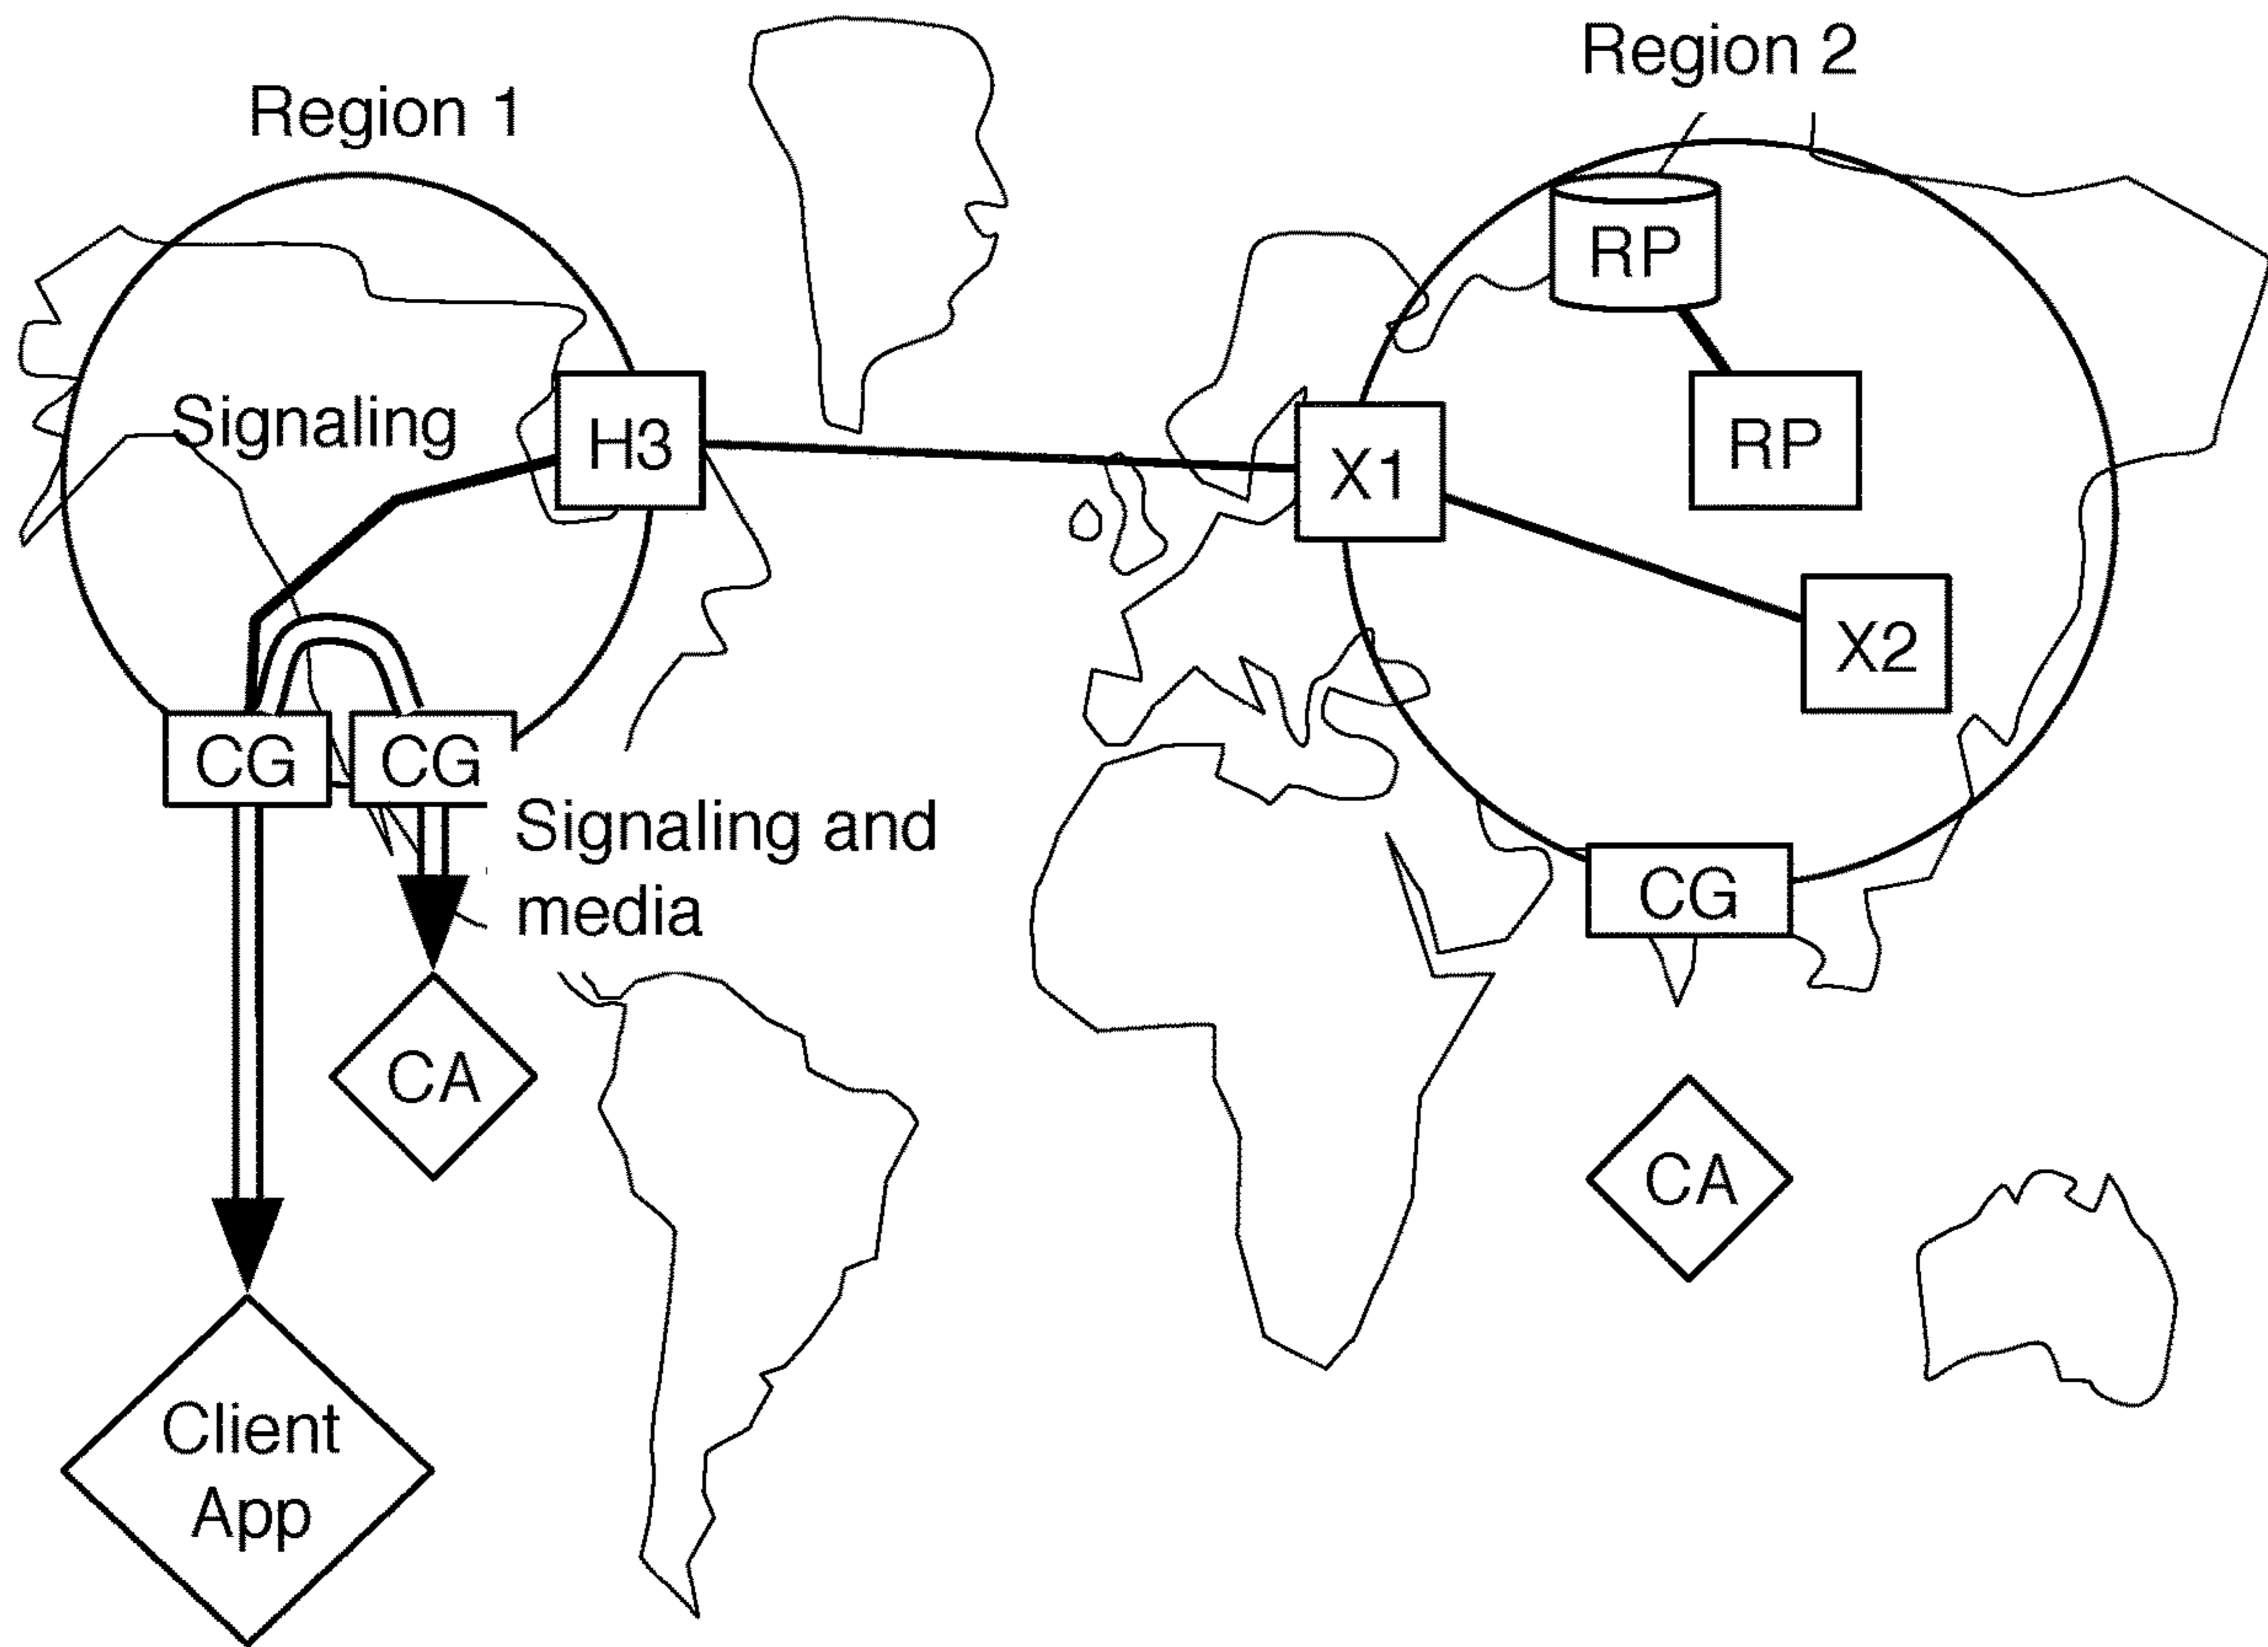 Region 1
Region 2
RP
Signaling
H3
RP
X1
X2
CG
CG
Signaling and
media
CG
CA
CA
Client
App